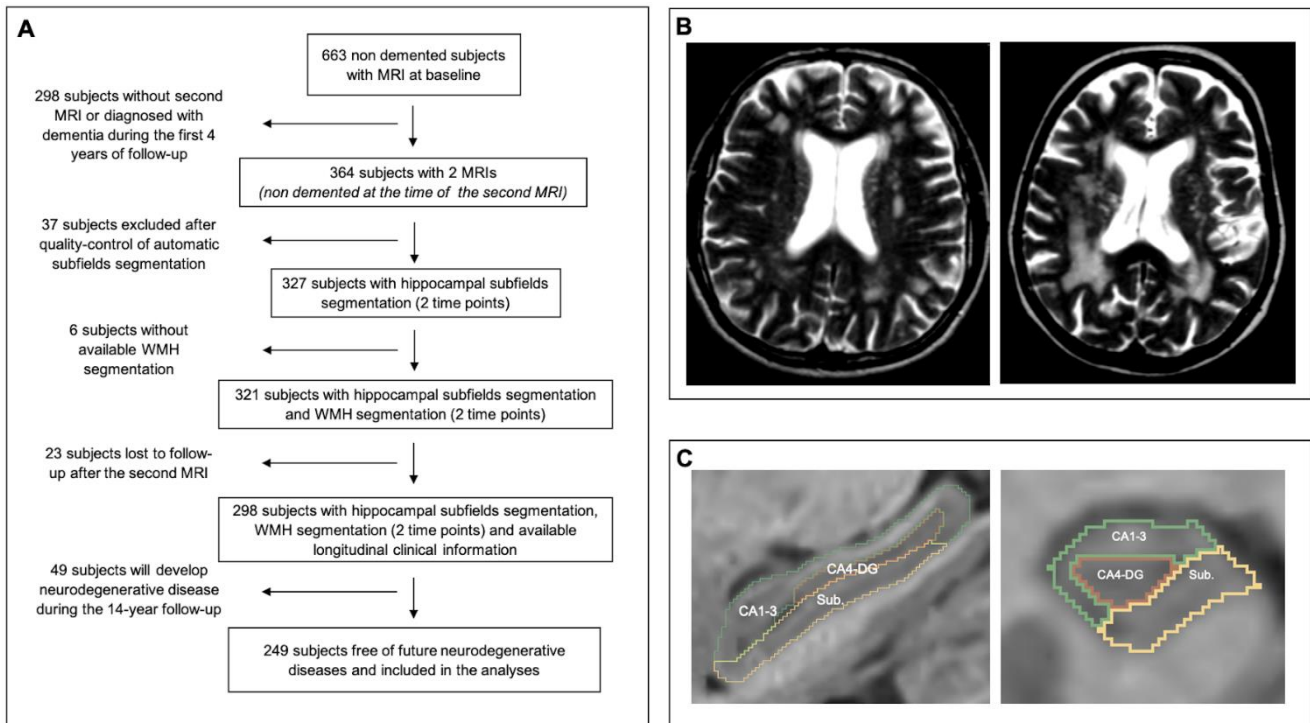 A
663 non demented subjects
with MRI at baseline
298 subjects without second
MRI or diagnosed with
dementia during the first 4
years of follow-up
364 subjects with 2 MRIs
(non demented at the time of the second MRI)
37 subjects excluded after
quality-control of automatic
subfields segmentation
327 subjects with hippocampal subfields
segmentation (2 time points)
6 subjects without
available WMH
segmentation
321 subjects with hippocampal subfields segmentation
and WMH segmentation (2 time points)
23 subjects lost to follow-
up after the second MRI
298 subjects with hippocampal subfields segmentation,
WMH segmentation (2 time points) and available
longitudinal clinical information
49 subjects will develop
neurodegenerative disease
during the 14-year follow-up
249 subjects free of future neurodegenerative
diseases and included in the analyses
B
C
CA4-DG
CA1-3
Sub.
CA1-3
CA4-DG
Sub.